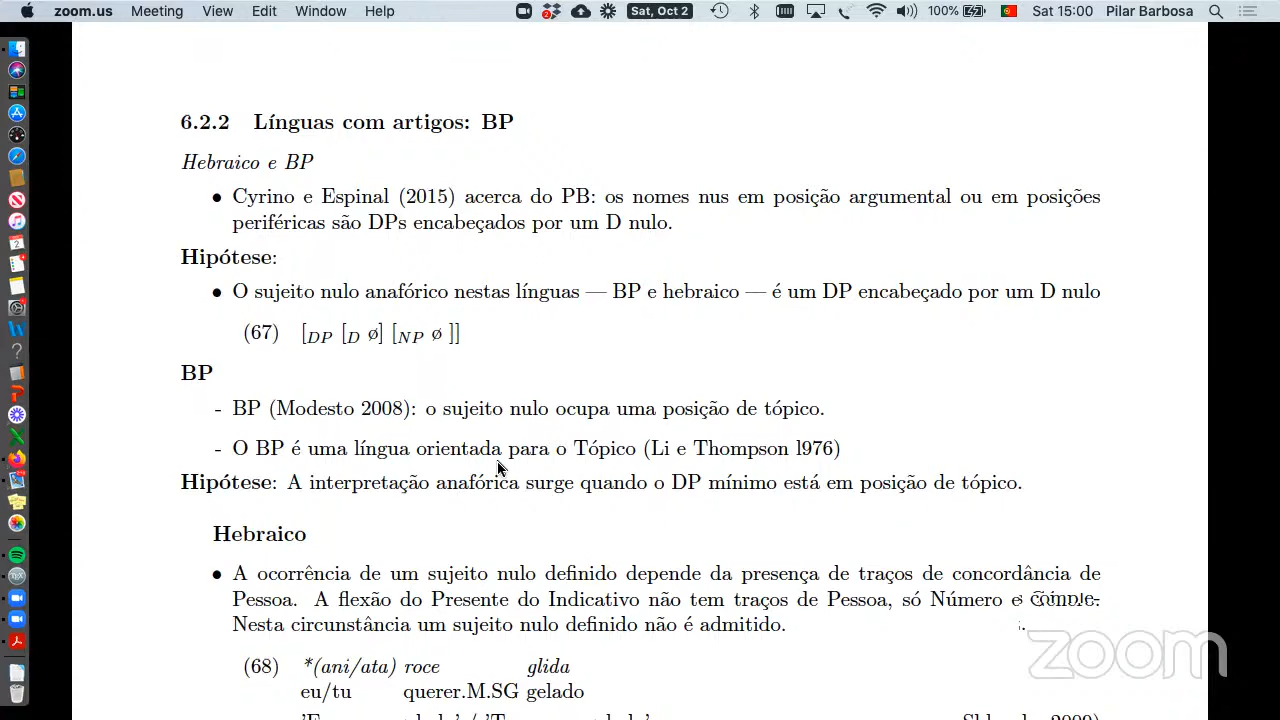 zoom.us Meeting View Edit Window Help Sat, Oct 2 100% Sat 15:00 Pilar Barbosa
6.2.2 Línguas com artigos: BP
Hebraico e BP
• Cyrino e Espinal (2015) acerca do PB: os nomes nus em posição argumental ou em posições
periféricas são DPs encabeçados por um D nulo.
Hipótese:
• O sujeito nulo anafórico nestas línguas — BP e hebraico — é um DP encabeçado por um D nulo
(67) [DP [D ø] [NP ø ]]
BP
- BP (Modesto 2008): o sujeito nulo ocupa uma posição de tópico.
- O BP é uma língua orientada para o Tópico (Li e Thompson l976)
Hipótese: A interpretação anafórica surge quando o DP mínimo está em posição de tópico.
Hebraico
• A ocorrência de um sujeito nulo definido depende da presença de traços de concordância de
Pessoa. A flexão do Presente do Indicativo não tem traços de Pessoa, só Número e
Nesta circunstância um sujeito nulo definido não é admitido.
(68) *(ani/ata) roce glida
eu/tu querer.M.SG gelado
zoom